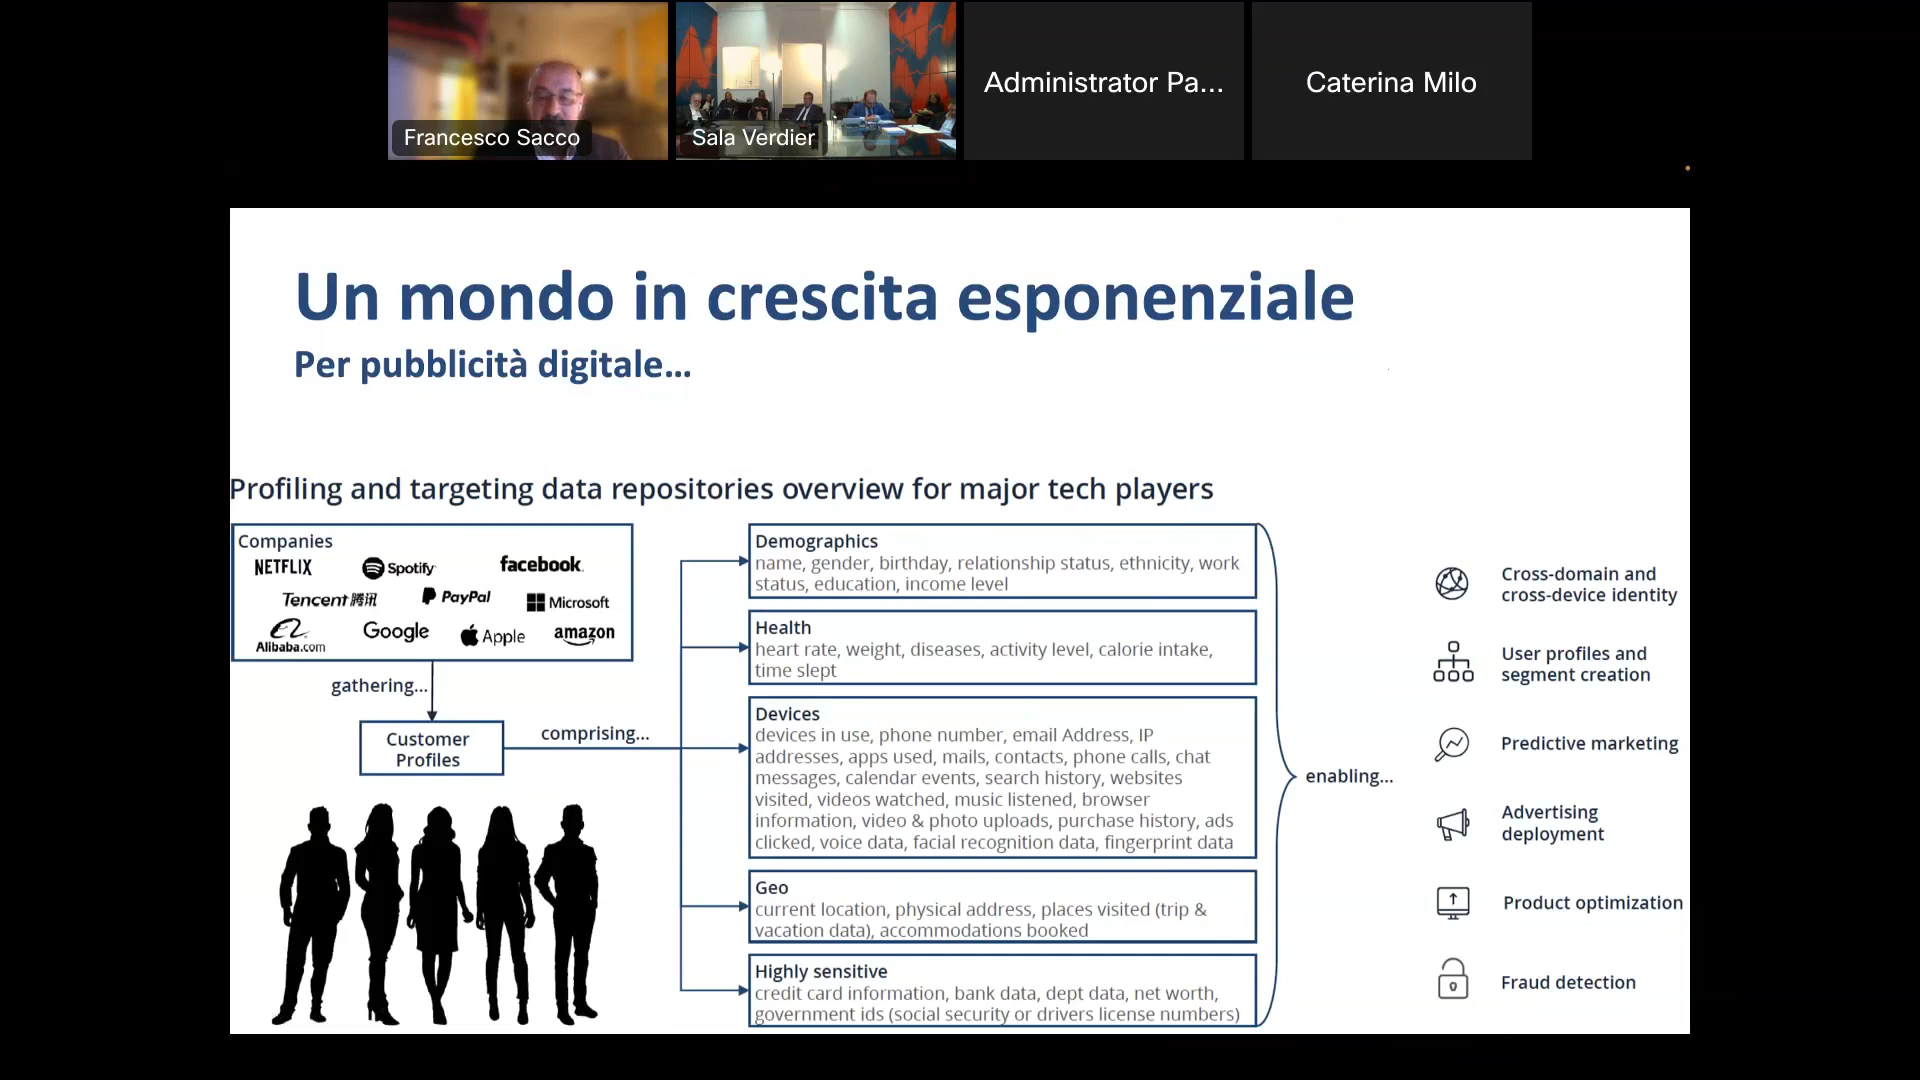 Francesco Sacco
Sala Verdier
Administrator Pa...
Caterina Milo
Un mondo in crescita esponenziale
Per pubblicità digitale...
Profiling and targeting data repositories overview for major tech players
Companies
NETFLIX
Spotify
facebook
Tencent 腾讯
PayPal
Microsoft
Alibaba.com
Google
Apple
amazon
gathering...
Customer
Profiles
comprising...
Demographics
name, gender, birthday, relationship status, ethnicity, work
status, education, income level
Health
heart rate, weight, diseases, activity level, calorie intake,
time slept
Devices
devices in use, phone number, email Address, IP
addresses, apps used, mails, contacts, phone calls, chat
messages, calendar events, search history, websites
visited, videos watched, music listened, browser
information, video & photo uploads, purchase history, ads
clicked, voice data, facial recognition data, fingerprint data
Geo
current location, physical address, places visited (trip &
vacation data), accommodations booked
Highly sensitive
credit card information, bank data, dept data, net worth,
government ids (social security or drivers license numbers)
enabling...
Cross-domain and
cross-device identity
User profiles and
segment creation
Predictive marketing
Advertising
deployment
Product optimization
Fraud detection